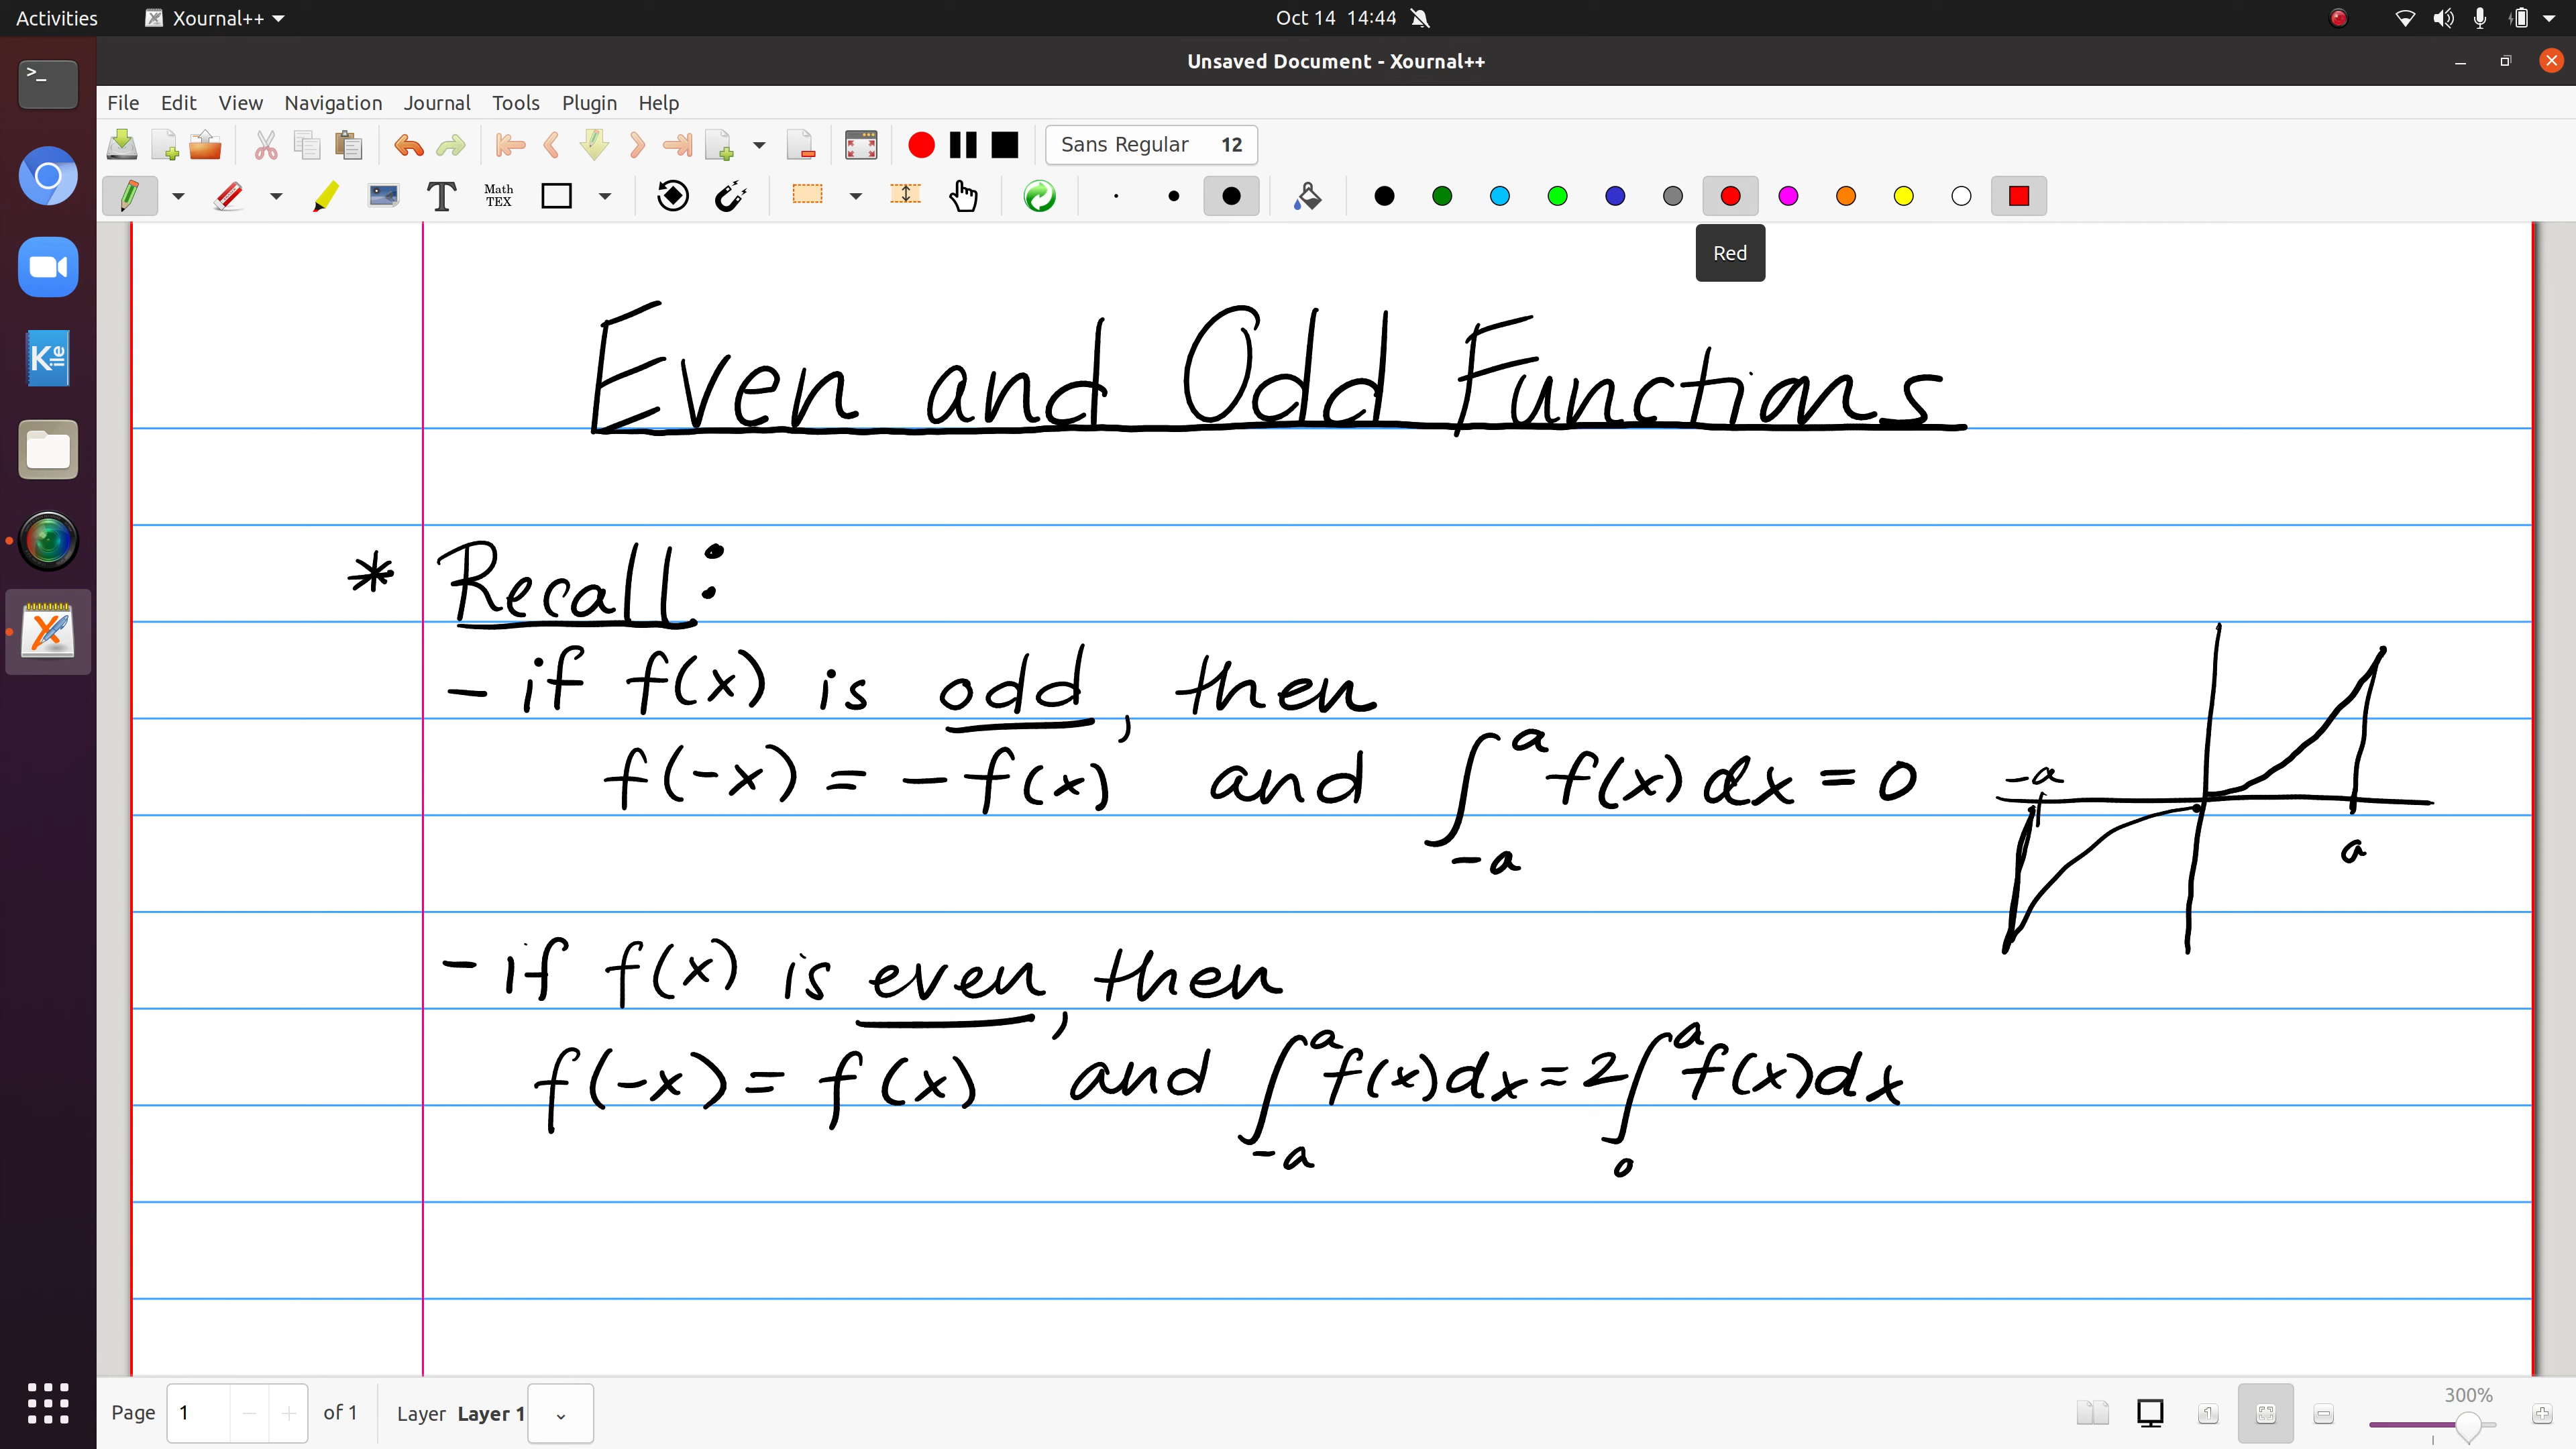 Activities Xournal++ Oct 14 14:44
Unsaved Document - Xournal++
File Edit View Navigation Journal Tools Plugin Help
Sans Regular 12
T Math TEX
Red
Kile
Even and Odd Functions
* Recall:
- if f(x) is odd, then
f(-x) = -f(x) and ∫_{-a}^{a} f(x) dx = 0
-a
a
- if f(x) is even, then
f(-x) = f(x) and ∫_{-a}^{a} f(x)dx = 2∫_{0}^{a} f(x)dx
Page 1 of 1 Layer Layer 1 300%